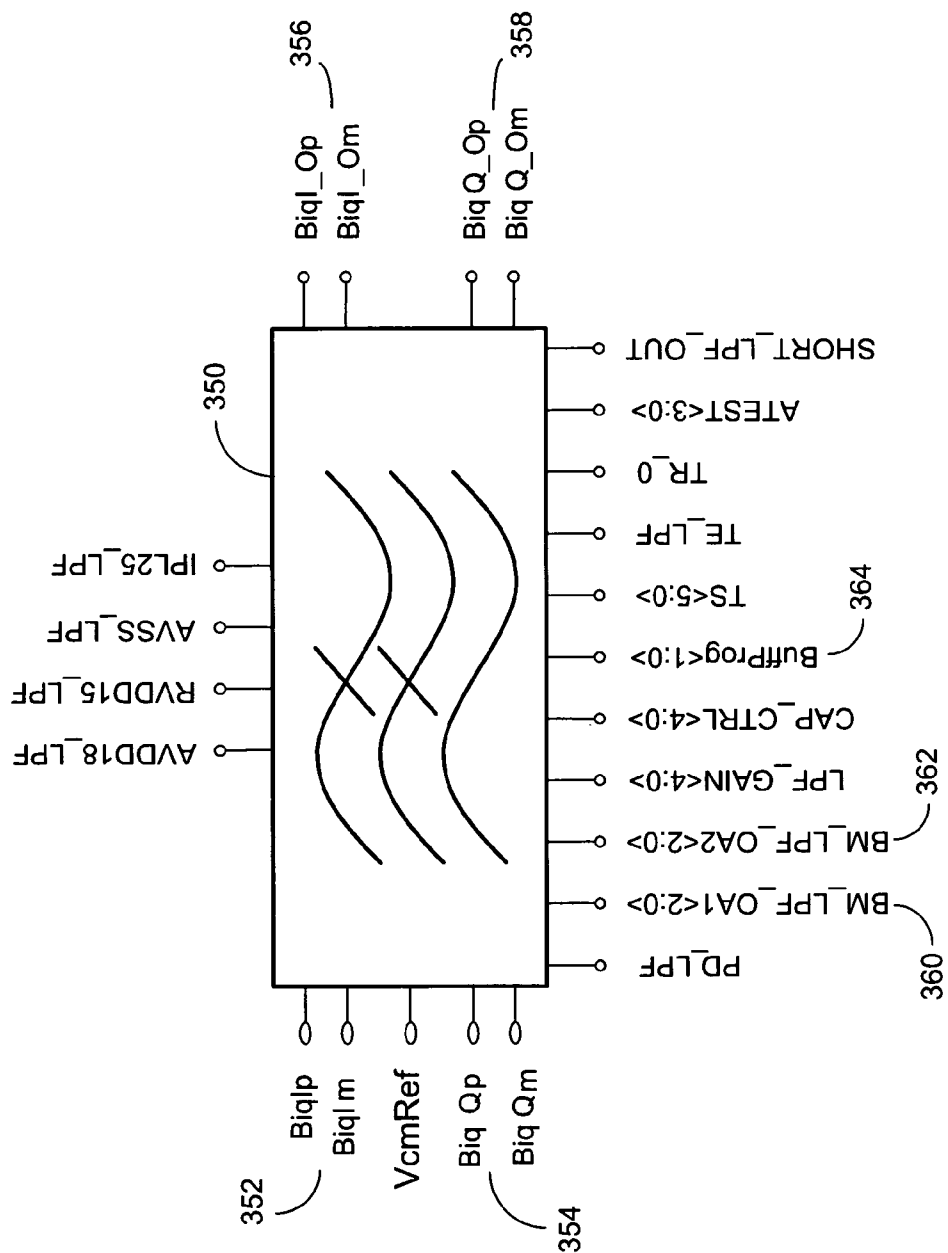 350
IPL25_LPF
AVSS_LPF
RVDD15_LPF
AVDD18_LPF
BiqIp
BiqIm
352
VcmRef
Biq Qp
Biq Qm
354
BiqI_Op
BiqI_Om
356
Biq Q_Op
Biq Q_Om
358
PD_LPF
BM_LPF_OA1<2:0>
360
BM_LPF_OA2<2:0>
362
LPF_GAIN<4:0>
CAP_CTRL<4:0>
BuffProg<1:0>
364
TS<5:0>
TE_LPF
TR_0
ATEST<3:0>
SHORT_LPF_OUT